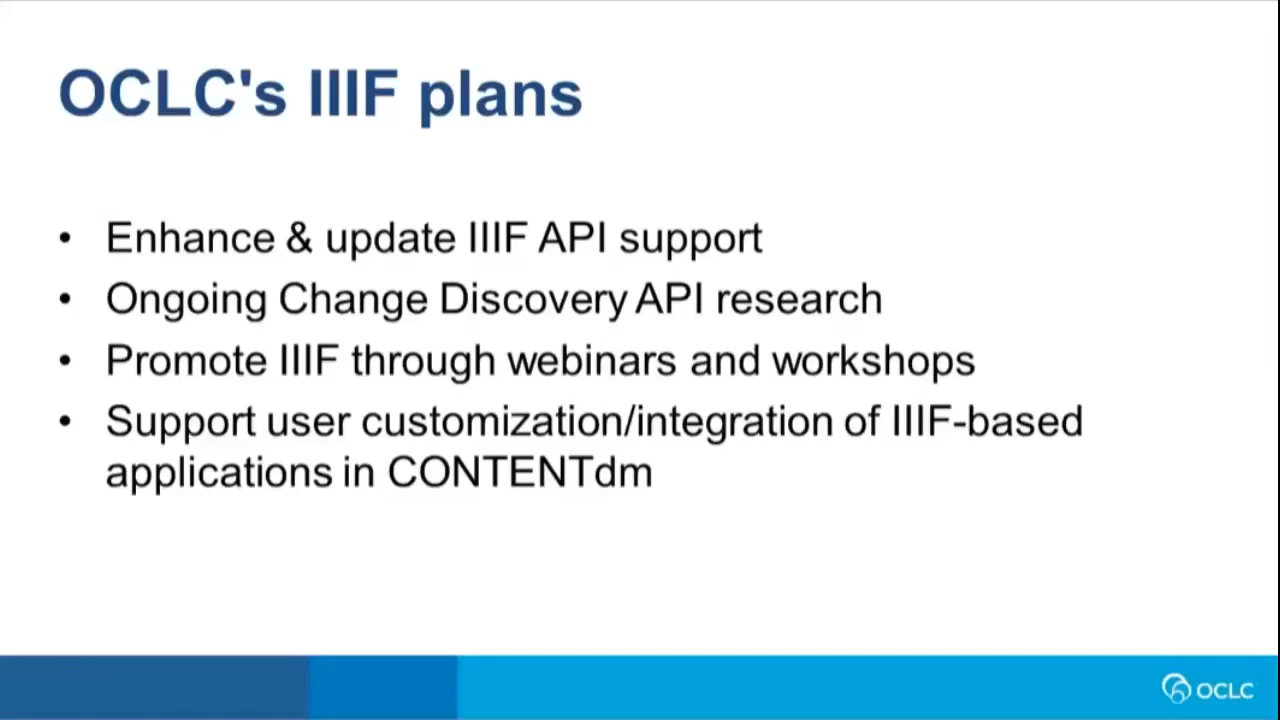 OCLC's IIIF plans
• Enhance & update IIIF API support
• Ongoing Change Discovery API research
• Promote IIIF through webinars and workshops
• Support user customization/integration of IIIF-based
applications in CONTENTdm
OCLC